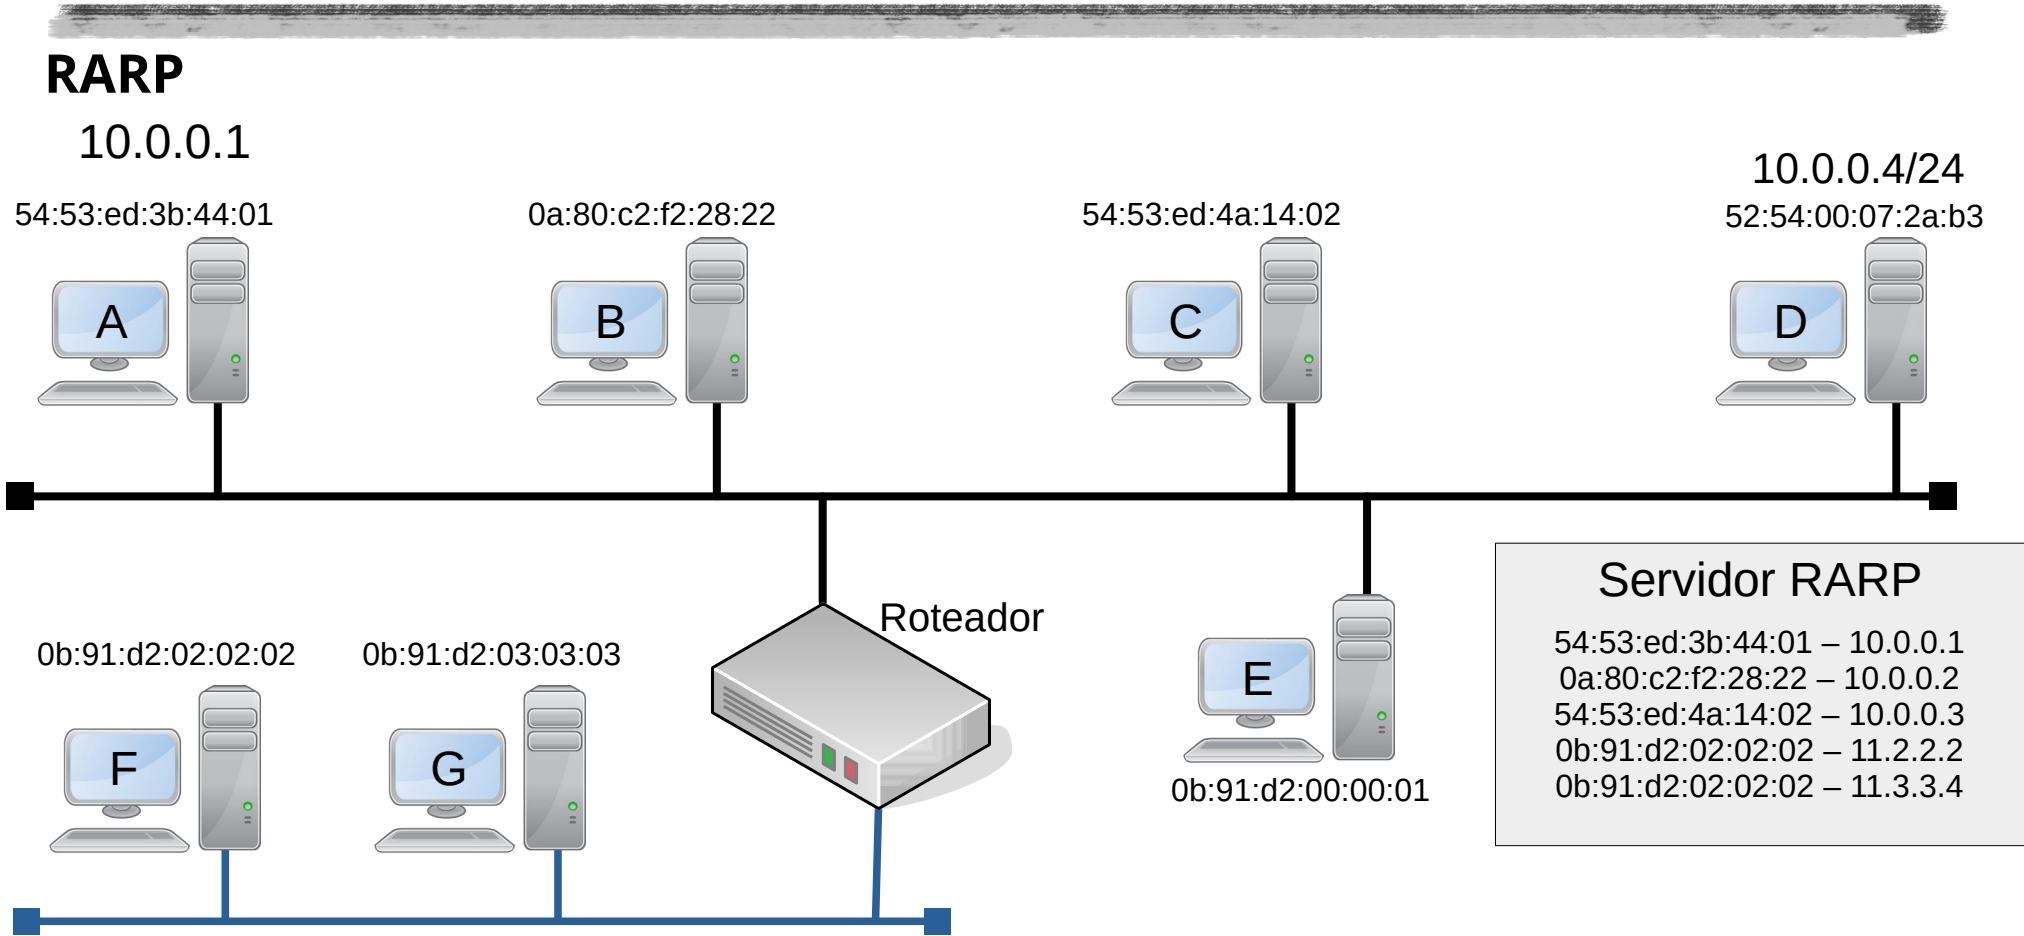 RARP
10.0.0.1
54:53:ed:3b:44:01
0a:80:c2:f2:28:22
54:53:ed:4a:14:02
10.0.0.4/24
52:54:00:07:2a:b3
A
B
C
D
Roteador
0b:91:d2:02:02:02
0b:91:d2:03:03:03
F
G
E
0b:91:d2:00:00:01
Servidor RARP
54:53:ed:3b:44:01 – 10.0.0.1
0a:80:c2:f2:28:22 – 10.0.0.2
54:53:ed:4a:14:02 – 10.0.0.3
0b:91:d2:02:02:02 – 11.2.2.2
0b:91:d2:02:02:02 – 11.3.3.4